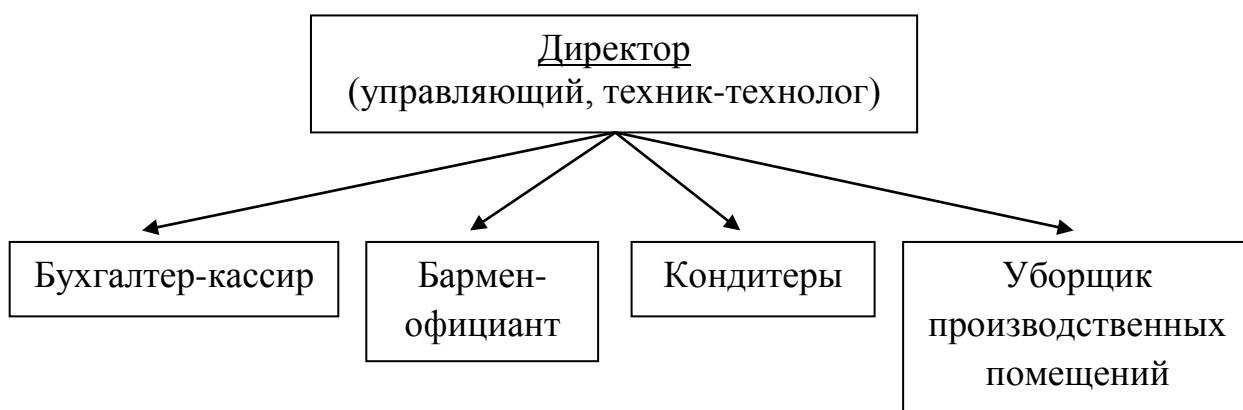 Директор
(управляющий, техник-технолог)
Бухгалтер-кассир
Бармен-
официант
Кондитеры
Уборщик
производственных
помещений